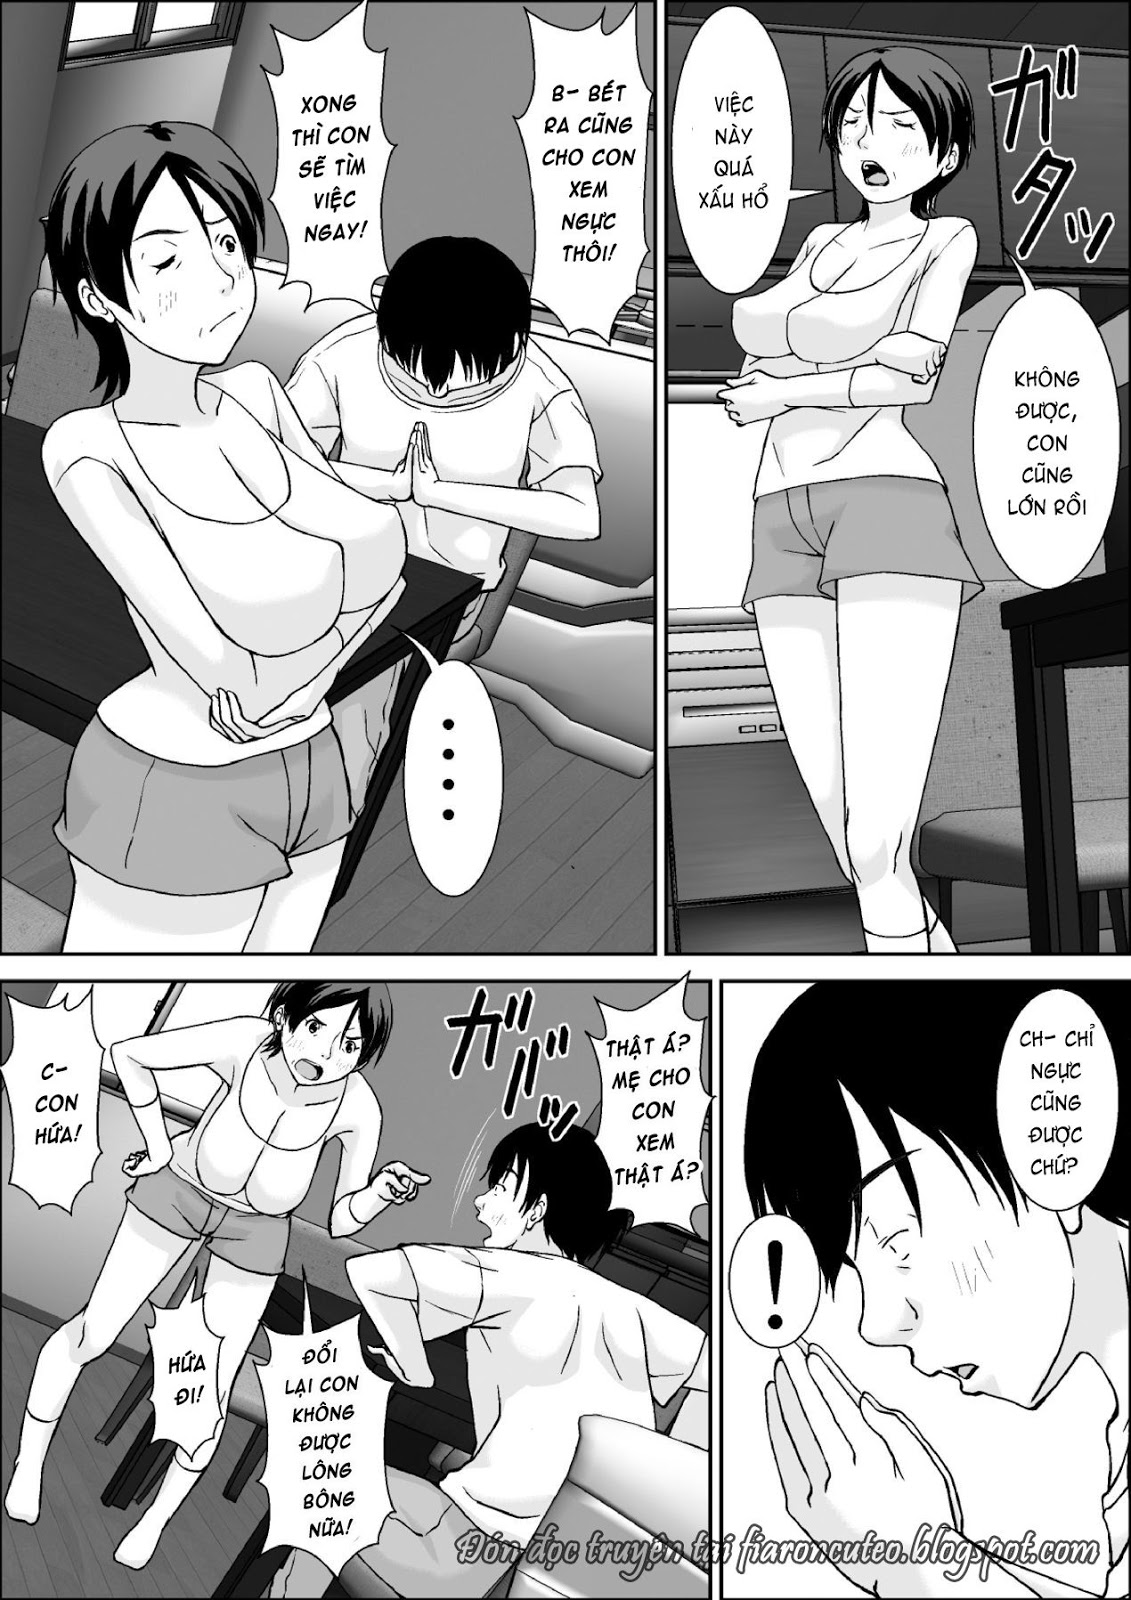 ガタッ
VIỆC
NÀY
QUÁ
XẤU HỔ
KHÔNG
ĐƯỢC,
CON
CŨNG
LỚN RỒI
B- BÉT
RA CŨNG
CHO CON
XEM
NGỰC
THÔI!
XONG
THÌ CON
SẼ TÌM
VIỆC
NGAY!
....
CH- CHỈ
NGỰC
CŨNG
ĐƯỢC
CHỨ?
!
THẬT Á?
MẸ CHO
CON
XEM
THẬT Á?
ガバッ
ĐỔI
LẠI CON
KHÔNG
ĐƯỢC
LÔNG
BÔNG
NỮA!
HỨA
ĐI!
C-
CON
HỨA!
Đón đọc truyện tại fiaroncuteo.blogspot.com